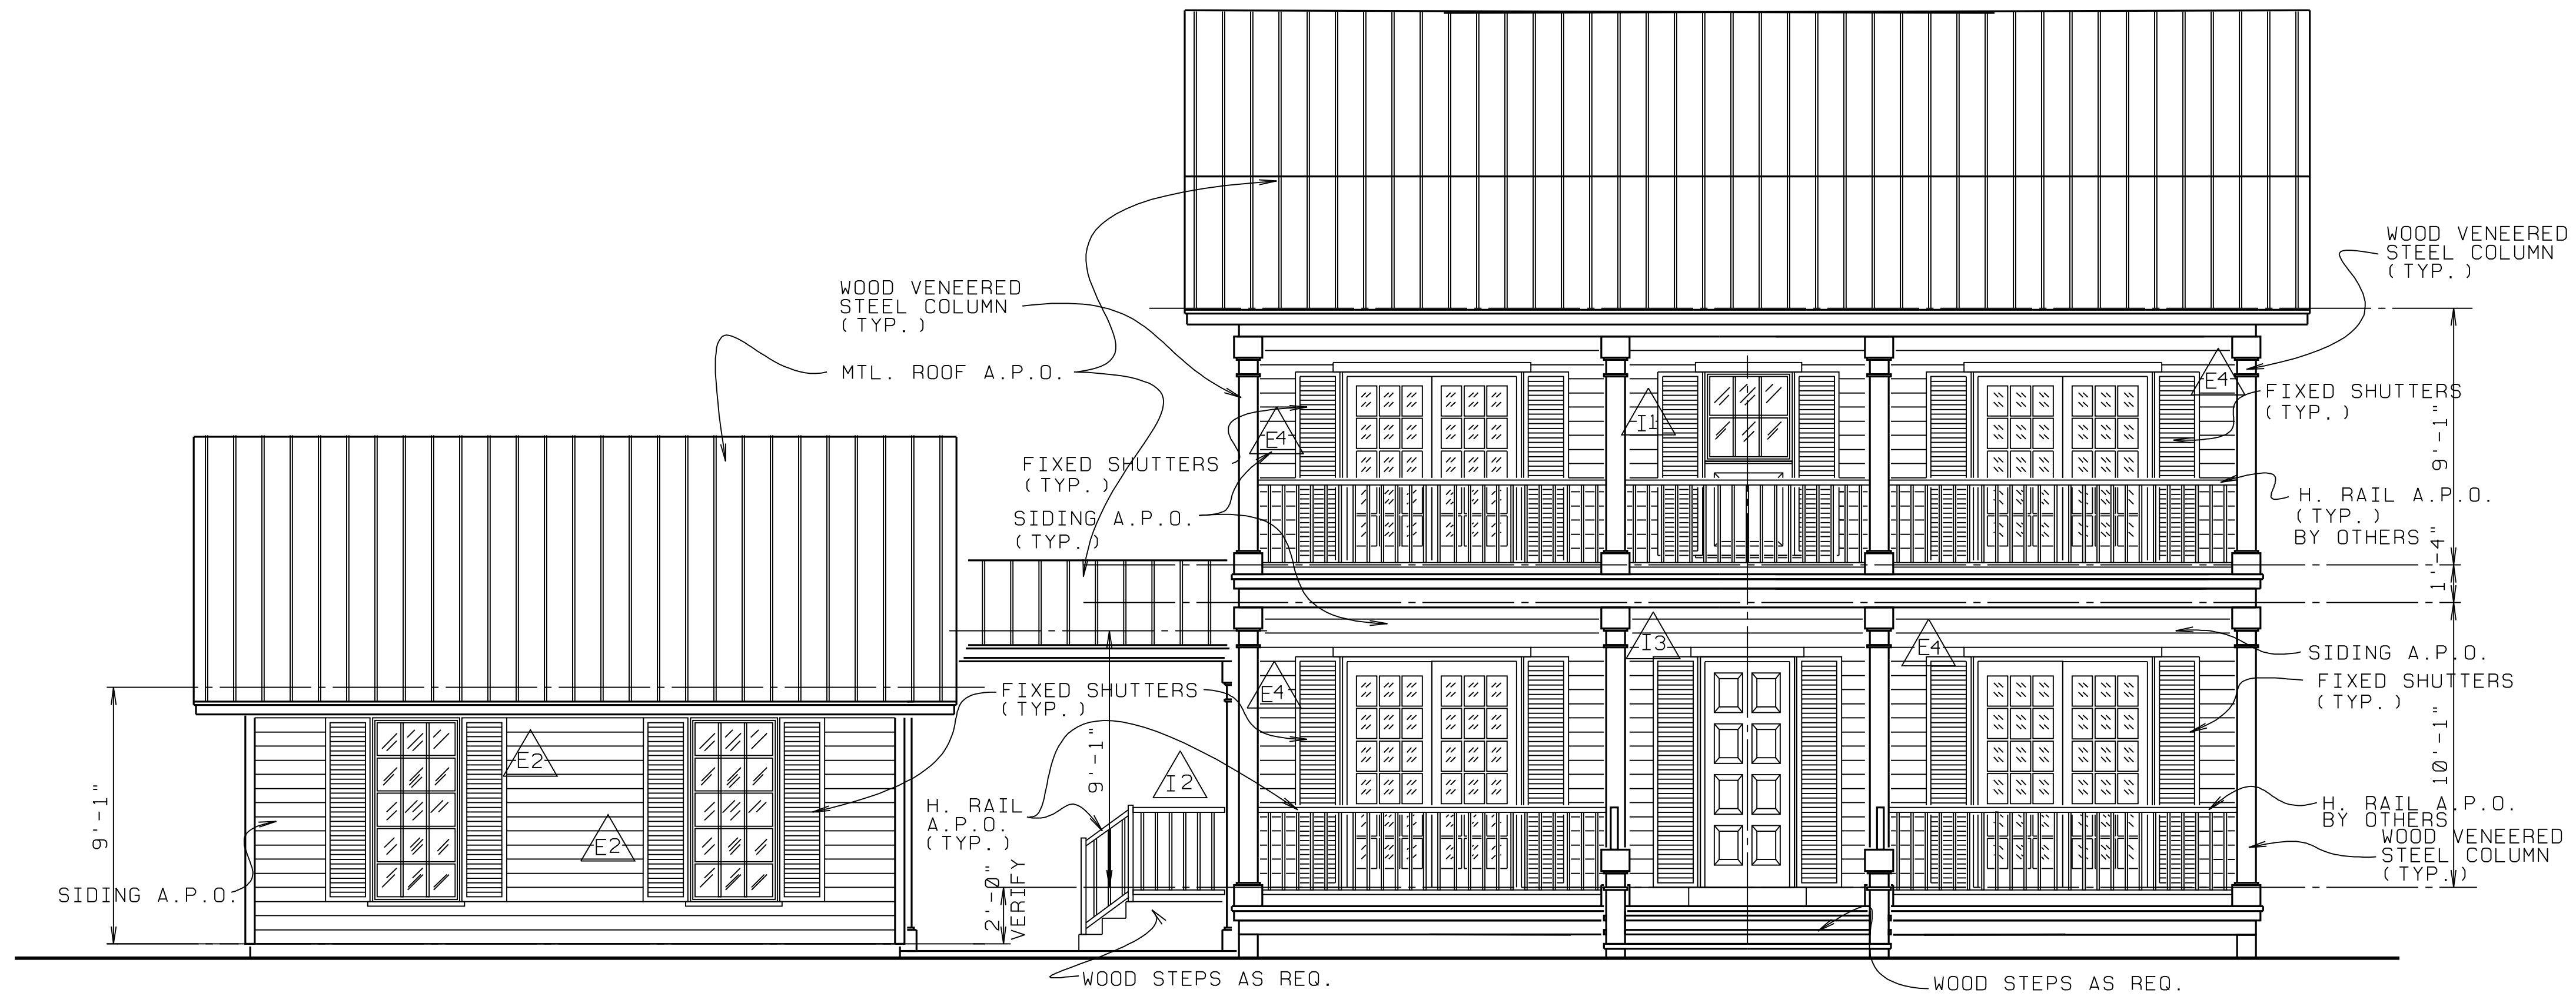 WOOD VENEERED
STEEL COLUMN
(TYP.)
WOOD VENEERED
STEEL COLUMN
(TYP.)
MTL. ROOF A.P.O.
E4
FIXED SHUTTERS
(TYP.)
I1
E4
9'-1"
FIXED SHUTTERS
(TYP.)
H. RAIL A.P.O.
(TYP.)
BY OTHERS
SIDING A.P.O.
(TYP.)
1'-4"
I3
E4
SIDING A.P.O.
FIXED SHUTTERS
(TYP.)
FIXED SHUTTERS
(TYP.)
E4
10'-1"
E2
9'-1"
I2
H. RAIL
A.P.O.
(TYP.)
H. RAIL A.P.O.
BY OTHERS
9'-1"
E2
WOOD VENEERED
STEEL COLUMN
(TYP.)
SIDING A.P.O.
2'-0"
VERIFY
WOOD STEPS AS REQ.
WOOD STEPS AS REQ.